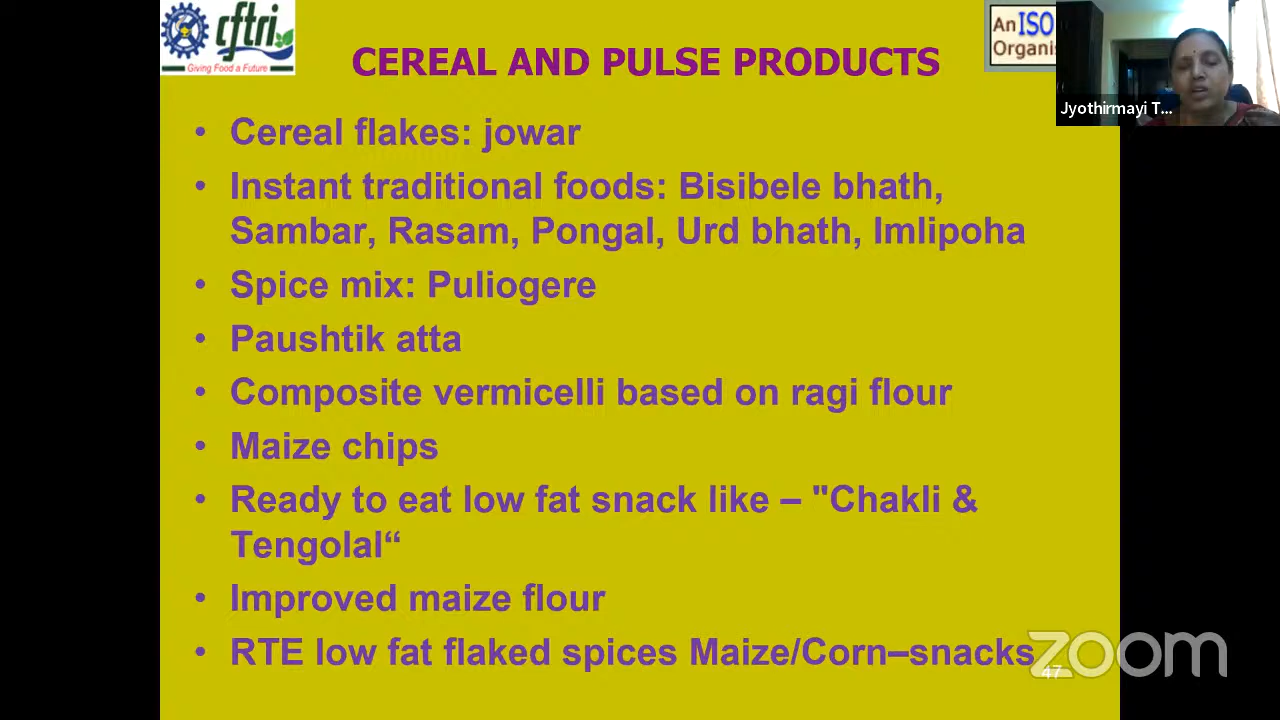 cftri
Giving Food a Future
CEREAL AND PULSE PRODUCTS
An ISO
Organis
Jyothirmayi T...
• Cereal flakes: jowar
• Instant traditional foods: Bisibele bhath,
Sambar, Rasam, Pongal, Urd bhath, Imlipoha
• Spice mix: Puliogere
• Paushtik atta
• Composite vermicelli based on ragi flour
• Maize chips
• Ready to eat low fat snack like – "Chakli &
Tengolal“
• Improved maize flour
• RTE low fat flaked spices Maize/Corn–snacks
47
zoom